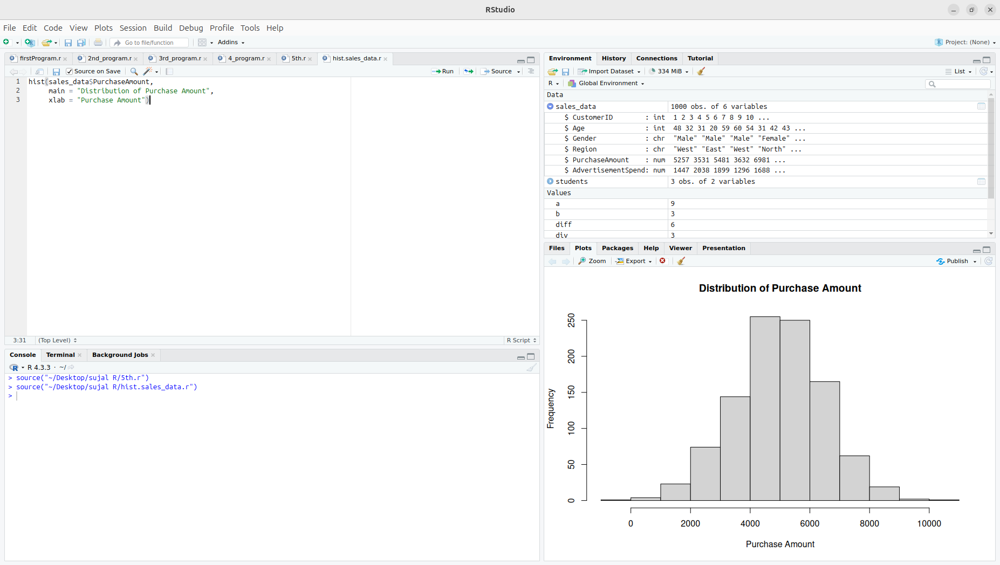 RStudio
File Edit Code View Plots Session Build Debug Profile Tools Help
Go to file/function Addins Project: (None)
firstProgram.r 2nd_program.r 3rd_program.r 4_program.r 5th.r hist.sales_data.r
Source on Save Run Source
1 hist(sales_data$PurchaseAmount,
2 main = "Distribution of Purchase Amount",
3 xlab = "Purchase Amount")
3:31 (Top Level) R Script
Console Terminal Background Jobs
R 4.3.3 · ~/
> source("~/Desktop/sujal R/5th.r")
> source("~/Desktop/sujal R/hist.sales_data.r")
>
Environment History Connections Tutorial
Import Dataset 334 MiB List
R Global Environment
Data
sales_data 1000 obs. of 6 variables
$ CustomerID : int 1 2 3 4 5 6 7 8 9 10 ...
$ Age : int 48 32 31 20 59 60 54 31 42 43 ...
$ Gender : chr "Male" "Male" "Male" "Female" ...
$ Region : chr "West" "East" "West" "North" ...
$ PurchaseAmount : num 5257 3531 5481 3632 6981 ...
$ AdvertisementSpend: num 1447 2038 1899 1296 1688 ...
students 3 obs. of 2 variables
Values
a 9
b 3
diff 6
div 3
Files Plots Packages Help Viewer Presentation
Zoom Export Publish
Distribution of Purchase Amount
Frequency
250
200
150
100
50
0
0 2000 4000 6000 8000 10000
Purchase Amount